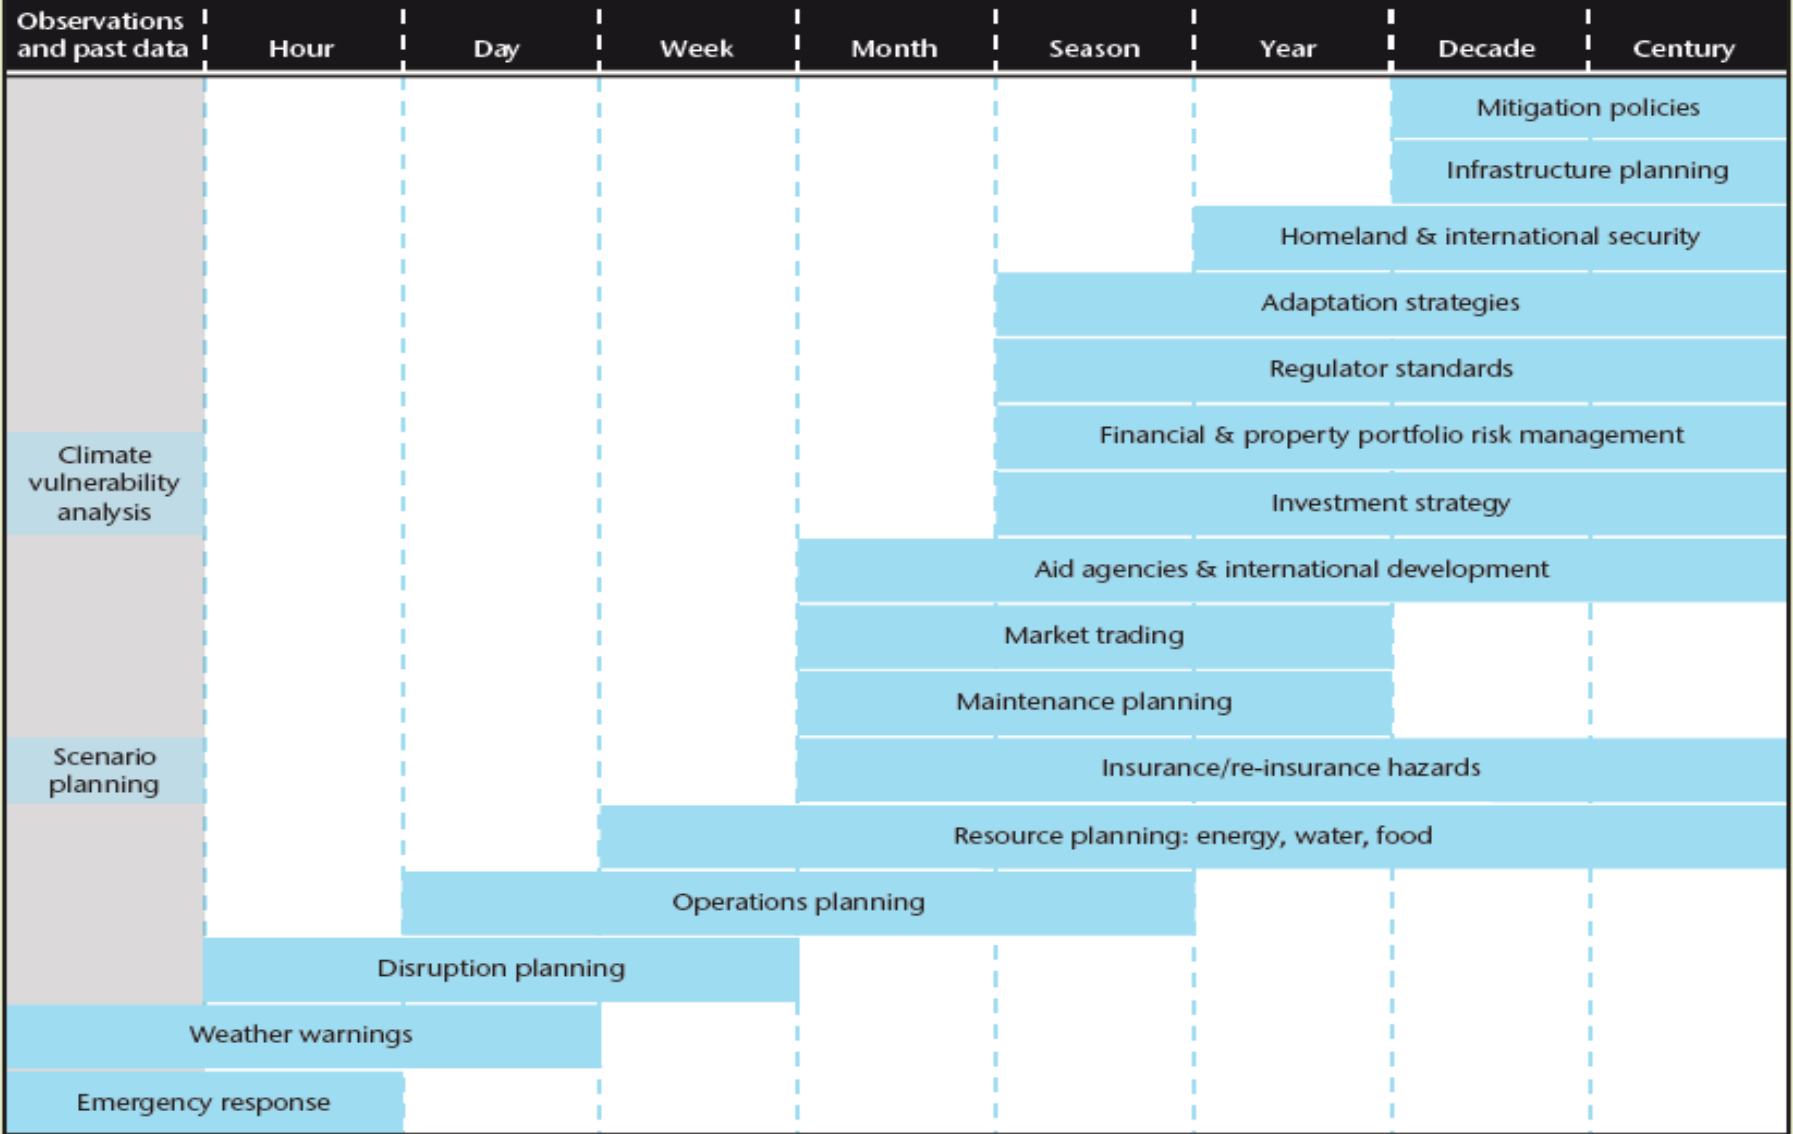 Observations
and past data
Hour
Day
Week
Month
Season
Year
Decade
Century
Mitigation policies
Infrastructure planning
Homeland & international security
Adaptation strategies
Regulator standards
Financial & property portfolio risk management
Climate
vulnerability
analysis
Investment strategy
Aid agencies & international development
Market trading
Maintenance planning
Scenario
planning
Insurance/re-insurance hazards
Resource planning: energy, water, food
Operations planning
Disruption planning
Weather warnings
Emergency response